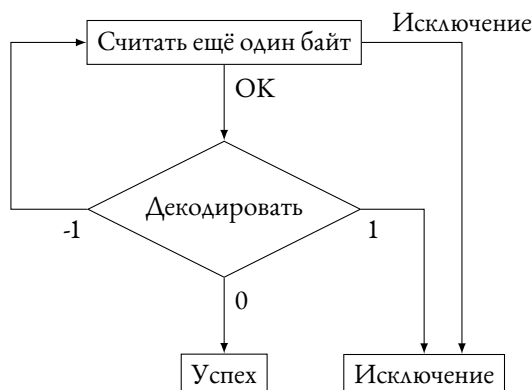 Исключение
Считать ещё один байт
OK
Декодировать
-1
1
0
Успех
Исключение